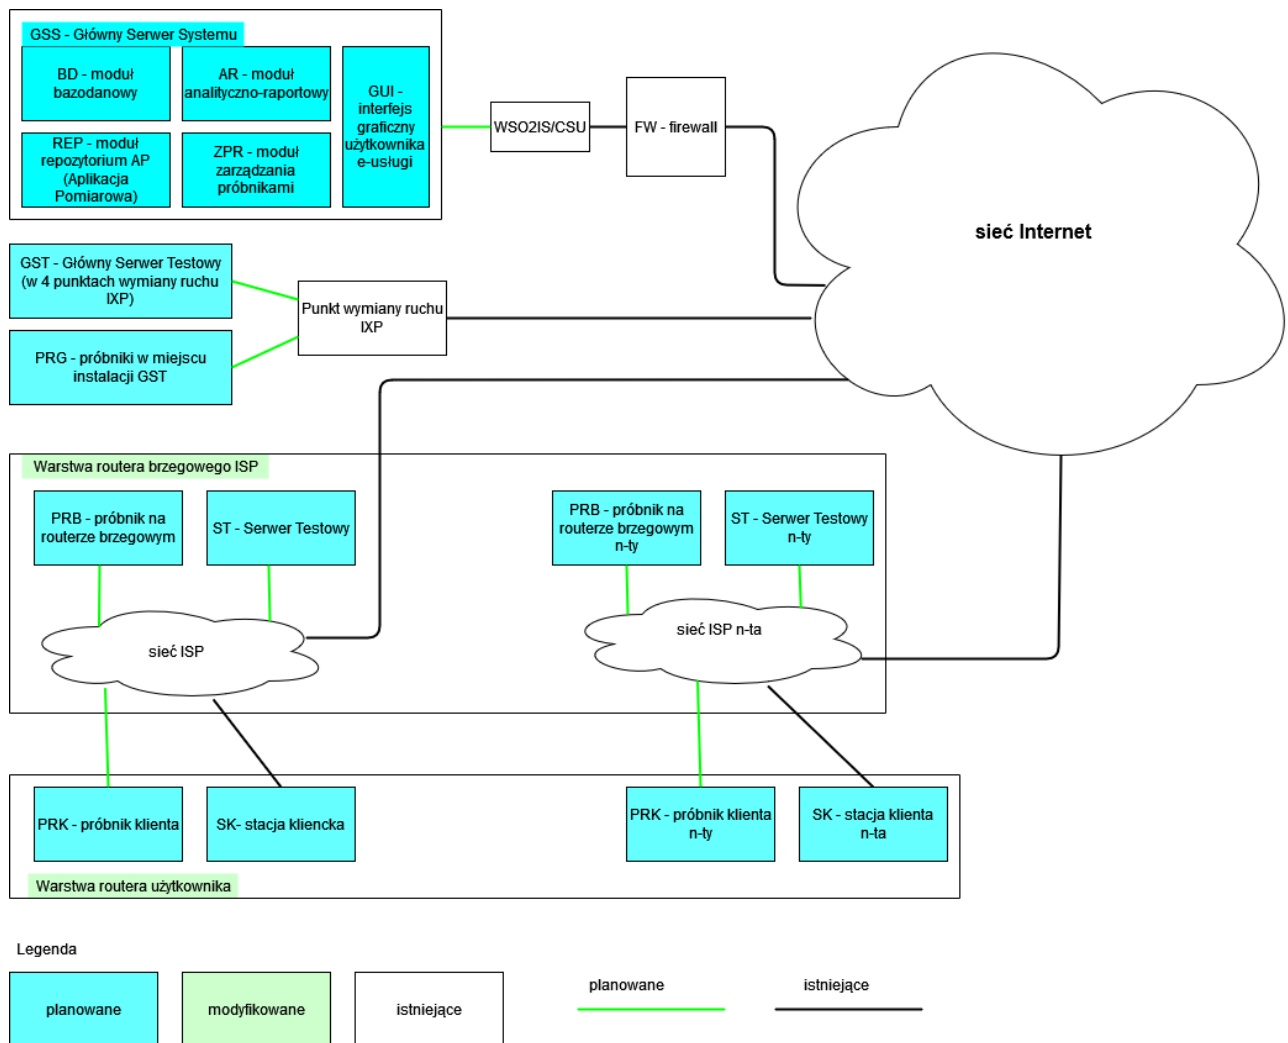 GSS - Główny Serwer Systemu
BD - moduł
bazodanowy
AR - moduł
analityczno-raportowy
GUI -
interfejs
graficzny
użytkownika
e-usługi
REP - moduł
repozytorium AP
(Aplikacja
Pomiarowa)
ZPR - moduł
zarządzania
próbnikami
WSO2IS/CSU
FW - firewall
sieć Internet
GST - Główny Serwer Testowy
(w 4 punktach wymiany ruchu
IXP)
Punkt wymiany ruchu
IXP
PRG - próbniki w miejscu
instalacji GST
Warstwa routera brzegowego ISP
PRB - próbnik na
routerze brzegowym
ST - Serwer Testowy
PRB - próbnik na
routerze brzegowym
n-ty
ST - Serwer Testowy
n-ty
sieć ISP
sieć ISP n-ta
PRK - próbnik klienta
SK- stacja kliencka
PRK - próbnik klienta
n-ty
SK - stacja klienta
n-ta
Warstwa routera użytkownika
Legenda
planowane
modyfikowane
istniejące
planowane
istniejące